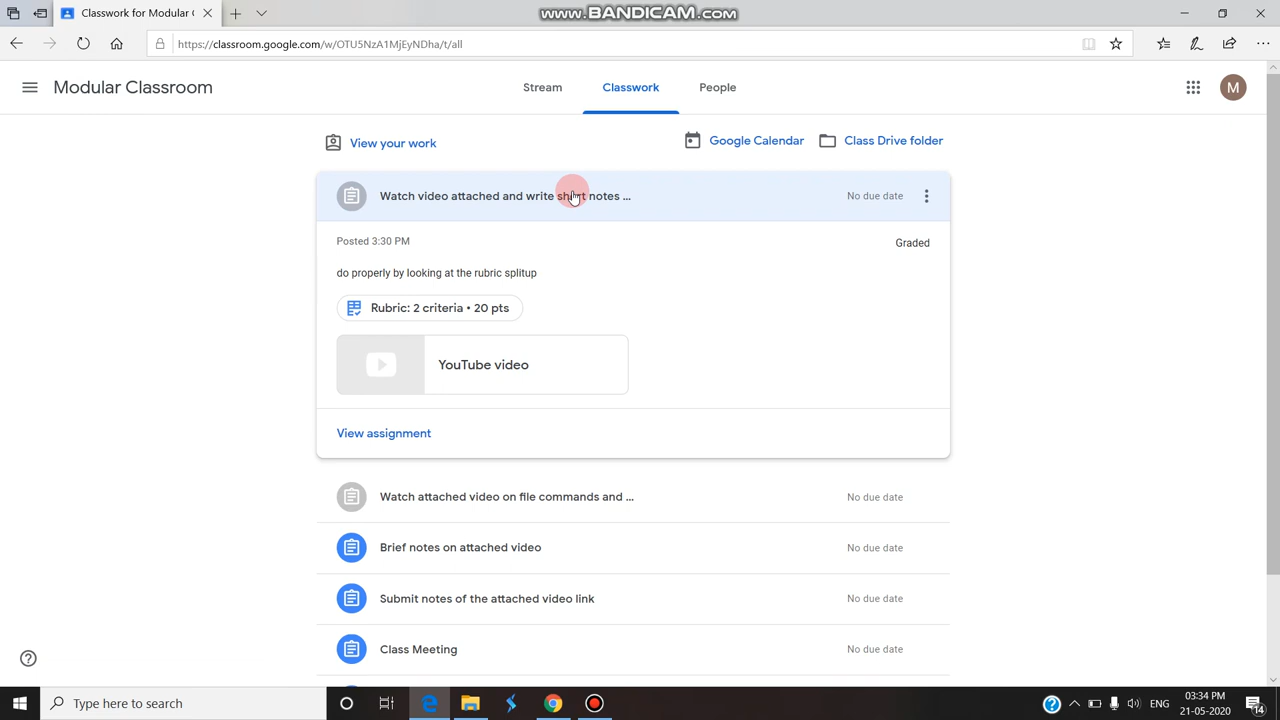 Classwork for Modular (
www.BANDICAM.com
https://classroom.google.com/w/OTU5NzA1MjEyNDha/t/all
Modular Classroom
Stream
Classwork
People
M
View your work
Google Calendar
Class Drive folder
Watch video attached and write short notes ...
No due date
Posted 3:30 PM
Graded
do properly by looking at the rubric splitup
Rubric: 2 criteria • 20 pts
YouTube video
View assignment
Watch attached video on file commands and ...
No due date
Brief notes on attached video
No due date
Submit notes of the attached video link
No due date
Class Meeting
No due date
Type here to search
ENG
03:34 PM
21-05-2020
14